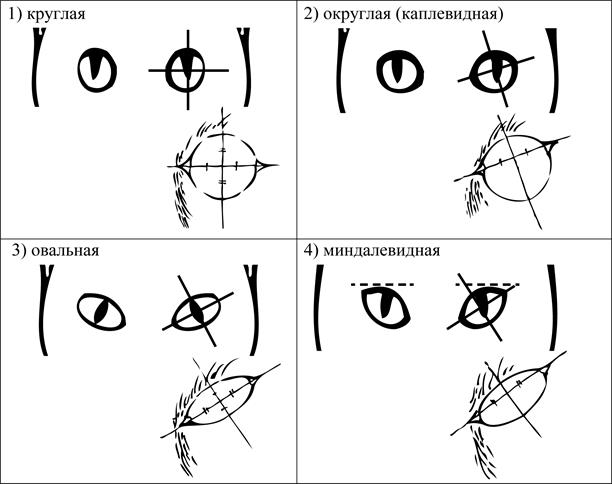 1) круглая
2) округлая (каплевидная)
3) овальная
4) миндалевидная